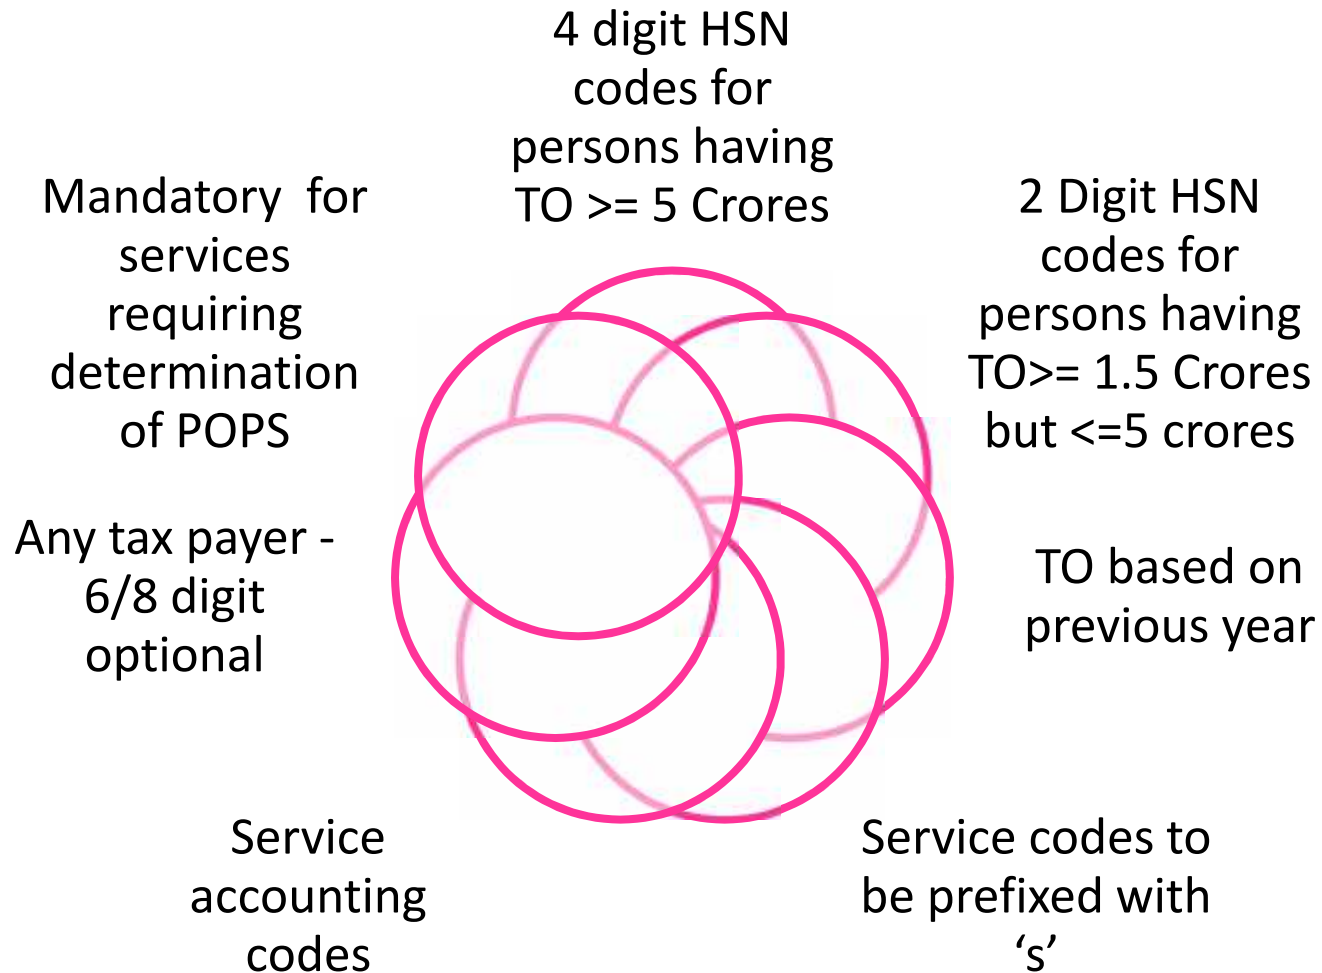 4 digit HSN
codes for
persons having
TO >= 5 Crores
2 Digit HSN
codes for
persons having
TO>= 1.5 Crores
but <=5 crores
TO based on
previous year
Service codes to
be prefixed with
‘s’
Service
accounting
codes
Any tax payer -
6/8 digit
optional
Mandatory  for
services
requiring
determination
of POPS